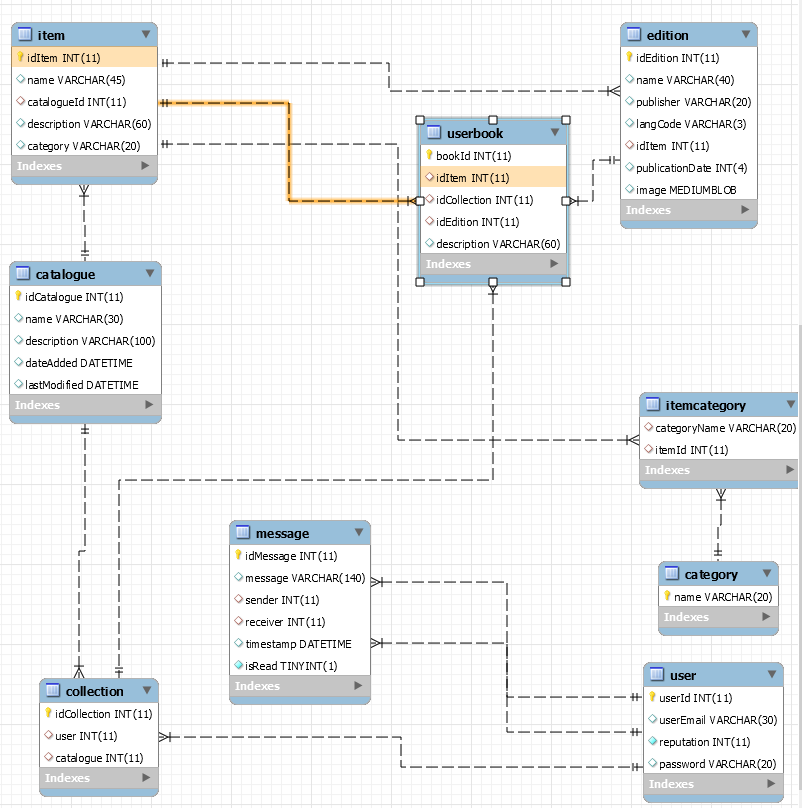 item
idItem INT(11)
name VARCHAR(45)
catalogueId INT(11)
description VARCHAR(60)
category VARCHAR(20)
Indexes
edition
idEdition INT(11)
name VARCHAR(40)
publisher VARCHAR(20)
langCode VARCHAR(3)
idItem INT(11)
publicationDate INT(4)
image MEDIUMBLOB
Indexes
userbook
bookId INT(11)
idItem INT(11)
idCollection INT(11)
idEdition INT(11)
description VARCHAR(60)
Indexes
catalogue
idCatalogue INT(11)
name VARCHAR(30)
description VARCHAR(100)
dateAdded DATETIME
lastModified DATETIME
Indexes
itemcategory
categoryName VARCHAR(20)
itemId INT(11)
Indexes
message
idMessage INT(11)
message VARCHAR(140)
sender INT(11)
receiver INT(11)
timestamp DATETIME
isRead TINYINT(1)
Indexes
category
name VARCHAR(20)
Indexes
collection
idCollection INT(11)
user INT(11)
catalogue INT(11)
Indexes
user
userId INT(11)
userEmail VARCHAR(30)
reputation INT(11)
password VARCHAR(20)
Indexes